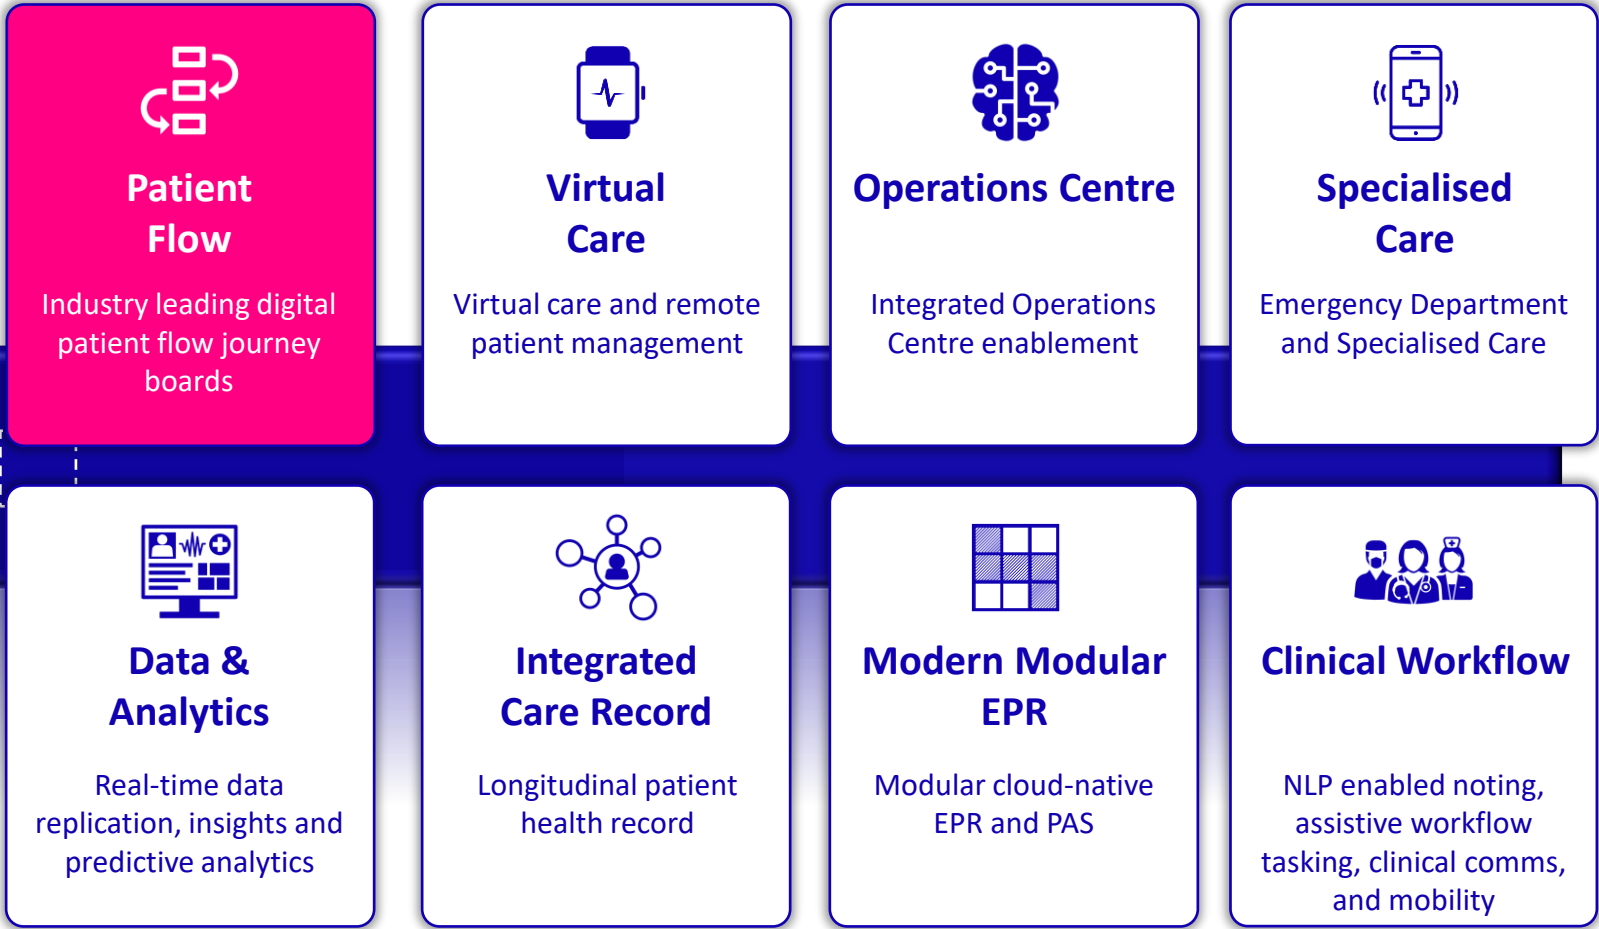 Patient
Flow
Industry leading digital
patient flow journey
boards
Virtual
Care
Virtual care and remote
patient management
Operations Centre
Integrated Operations
Centre enablement
Specialised
Care
Emergency Department
and Specialised Care
Data &
Analytics
Real-time data
replication, insights and
predictive analytics
Integrated
Care Record
Longitudinal patient
health record
Modern Modular
EPR
Modular cloud-native
EPR and PAS
Clinical Workflow
NLP enabled noting,
assistive workflow
tasking, clinical comms,
and mobility